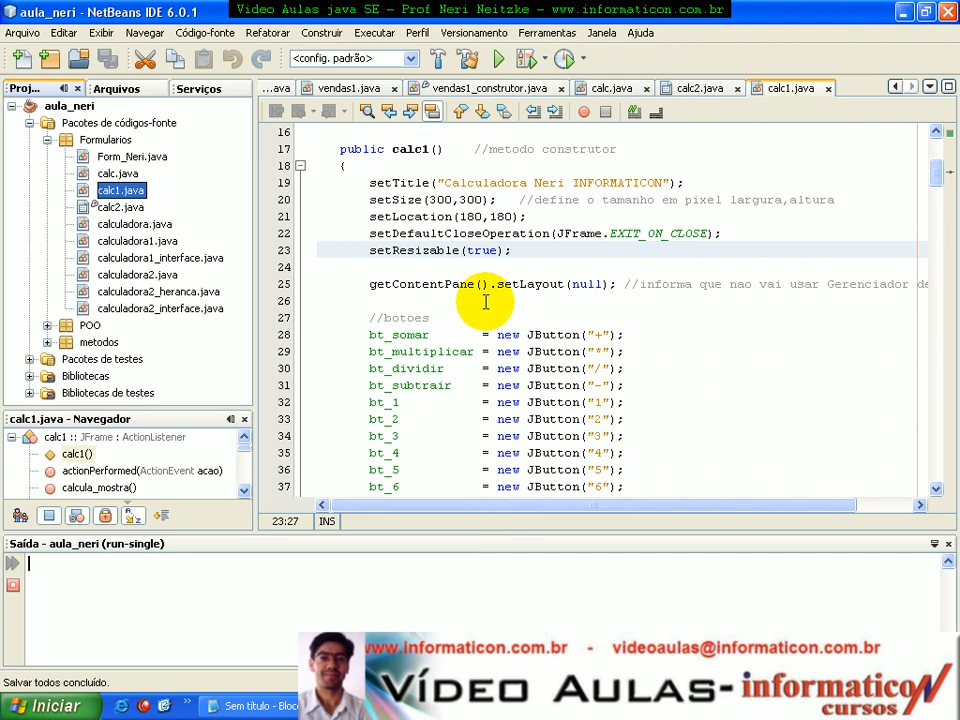 aula_neri - NetBeans IDE 6.0.1
Video Aulas java SE - Prof Neri Neitzke - www.informaticon.com.br
Arquivo Editar Exibir Navegar Código-fonte Refatorar Construir Executar Perfil Versionamento Ferramentas Janela Ajuda
<config. padrão>
Proj... Arquivos Serviços
...ava vendas1.java vendas1_construtor.java calc.java calc2.java calc1.java
aula_neri
Pacotes de códigos-fonte
Formularios
Form_Neri.java
calc.java
calc1.java
calc2.java
calculadora.java
calculadora1.java
calculadora1_interface.java
calculadora2.java
calculadora2_heranca.java
calculadora2_interface.java
POO
metodos
Pacotes de testes
Bibliotecas
Bibliotecas de testes
16
17 public calc1() //metodo construtor
18 {
19 setTitle("Calculadora Neri INFORMATICON");
20 setSize(300,300); //define o tamanho em pixel largura,altura
21 setLocation(180,180);
22 setDefaultCloseOperation(JFrame.EXIT_ON_CLOSE);
23 setResizable(true);
24
25 getContentPane().setLayout(null); //informa que nao vai usar Gerenciador de
26
27 //botoes
28 bt_somar = new JButton("+");
29 bt_multiplicar = new JButton("*");
30 bt_dividir = new JButton("/");
31 bt_subtrair = new JButton("-");
32 bt_1 = new JButton("1");
33 bt_2 = new JButton("2");
34 bt_3 = new JButton("3");
35 bt_4 = new JButton("4");
36 bt_5 = new JButton("5");
37 bt_6 = new JButton("6");
23:27 INS
calc1.java - Navegador
calc1 :: JFrame : ActionListener
calc1()
actionPerformed(ActionEvent acao)
calcula_mostra()
Saída - aula_neri (run-single)
www.informaticon.com.br - videoaulas@informaticon.com.br
VÍDEO AULAS- informaticoN
cursos
Salvar todos concluído.
Iniciar
Sem título - Bloc